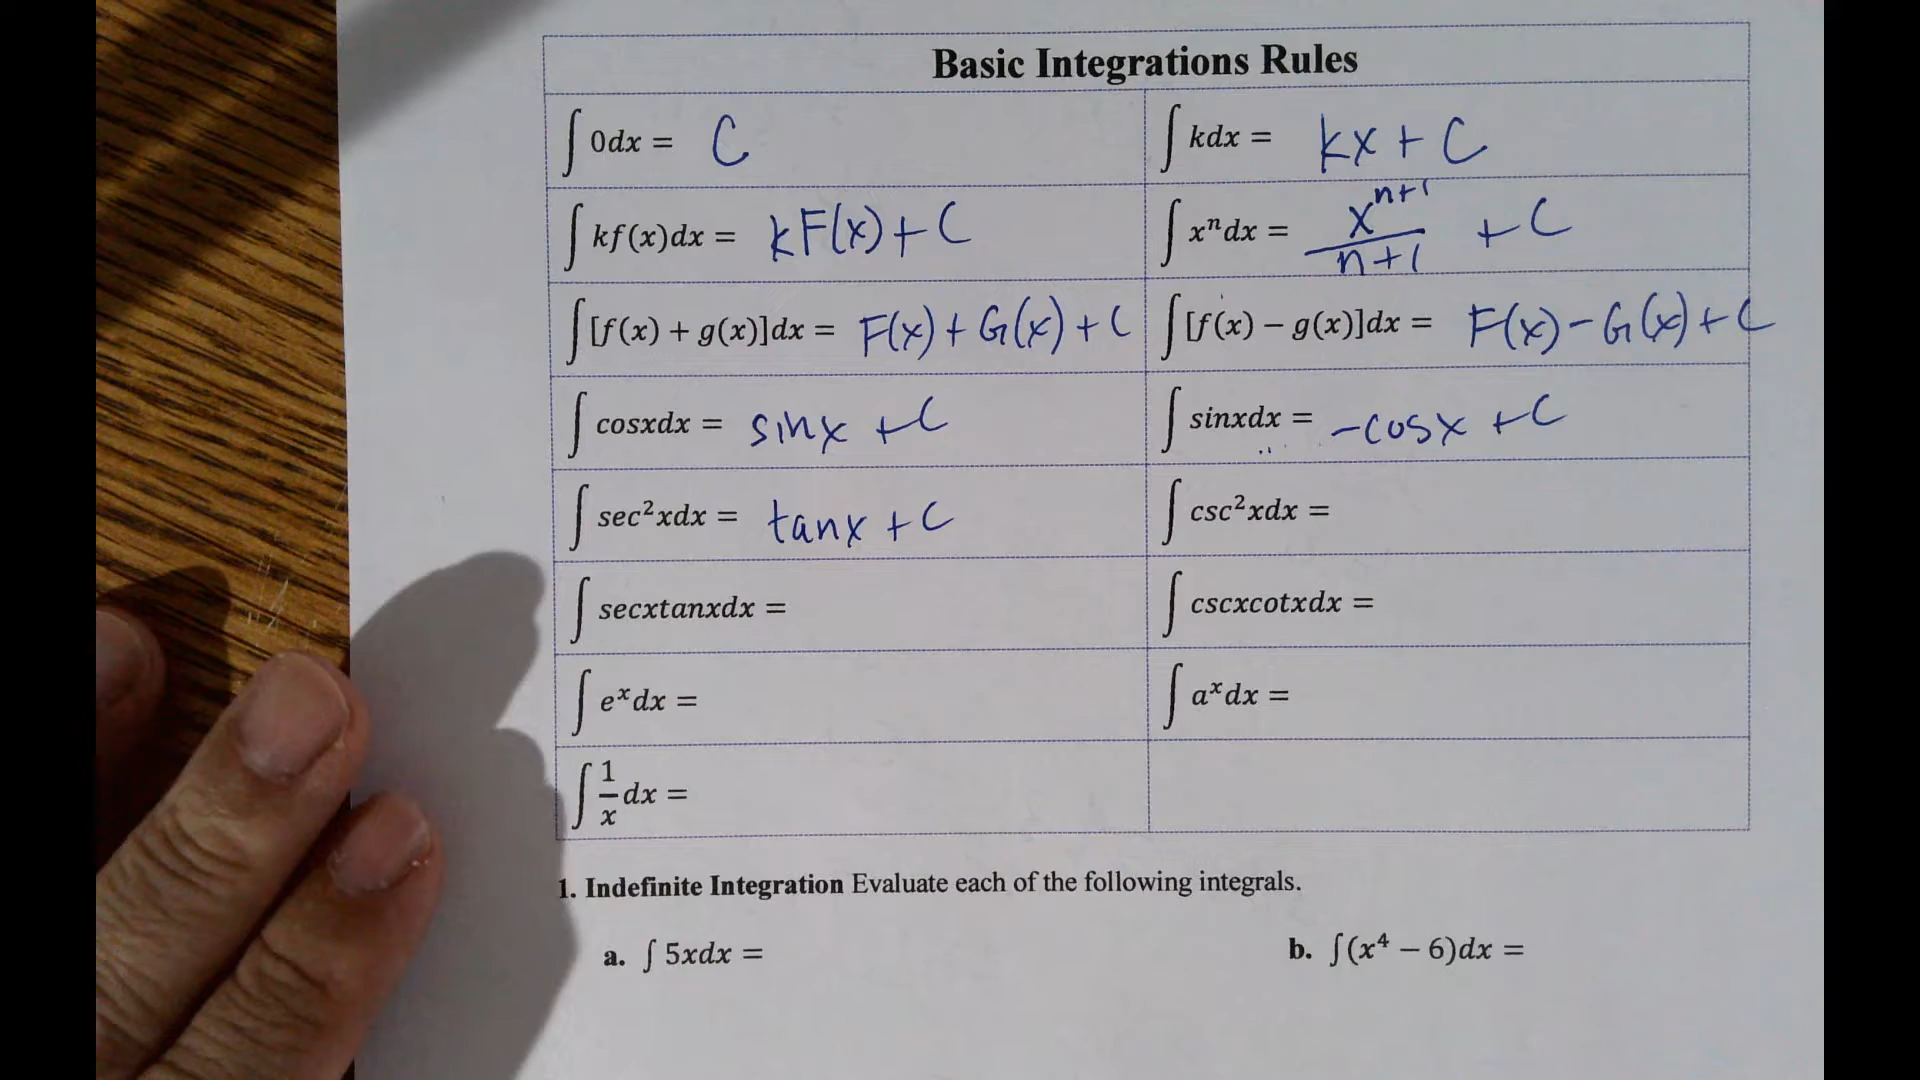 Basic Integrations Rules
∫ 0dx = C
∫ kdx = kx + C
∫ kf(x)dx = kF(x) + C
∫ xⁿdx = xⁿ⁺¹/n+1 + C
∫ [f(x) + g(x)]dx = F(x) + G(x) + C
∫ [f(x) − g(x)]dx = F(x) − G(x) + C
∫ cosxdx = sinx + C
∫ sinxdx = -cosx + C
∫ sec²xdx = tanx + C
∫ csc²xdx =
∫ secxtanxdx =
∫ cscxcotxdx =
∫ eˣdx =
∫ aˣdx =
∫ 1/x dx =
1. Indefinite Integration Evaluate each of the following integrals.
a. ∫ 5xdx =
b. ∫(x⁴ − 6)dx =